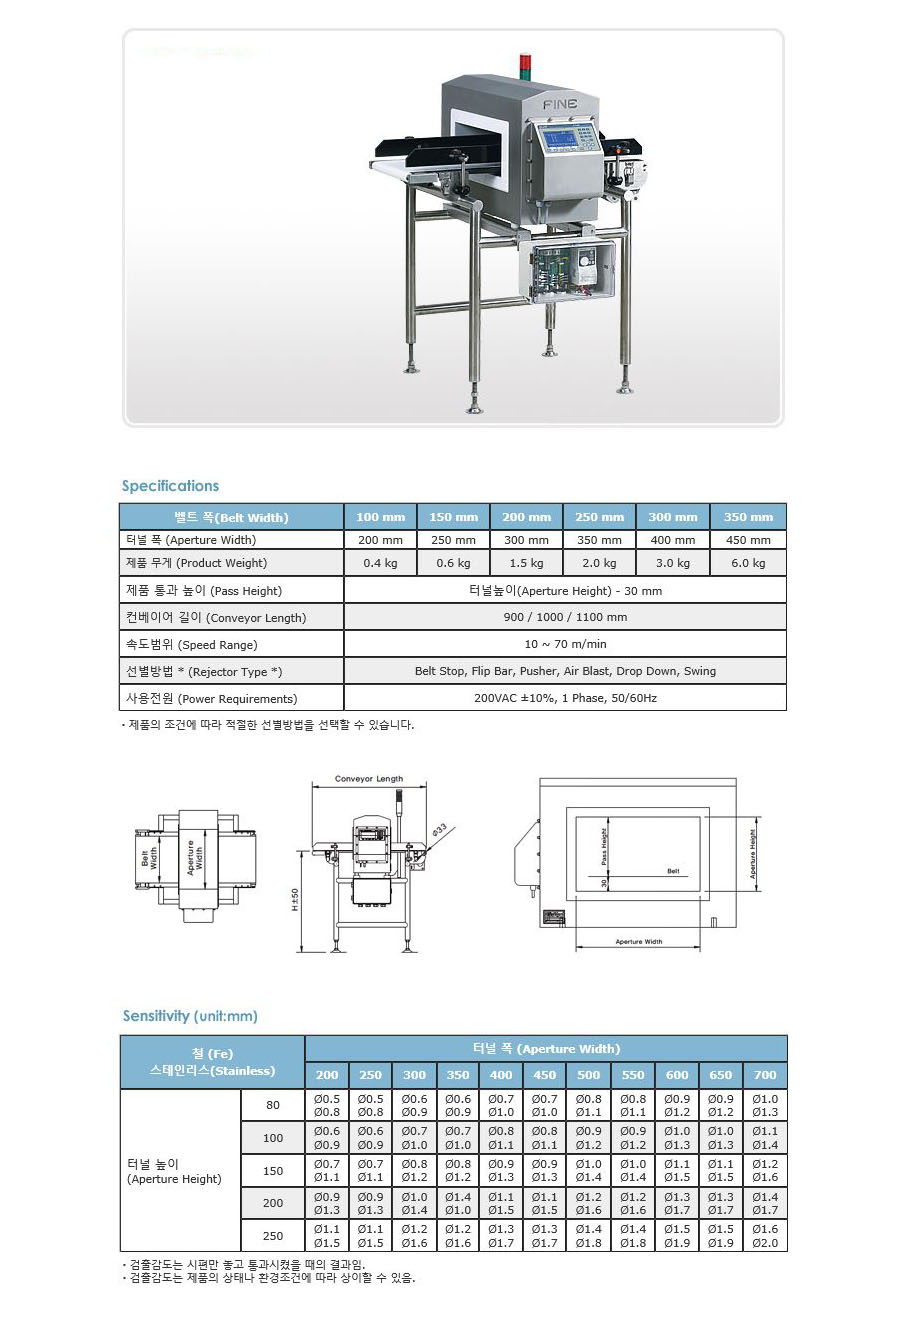 FINE
Specifications
벨트 폭(Belt Width) 100 mm 150 mm 200 mm 250 mm 300 mm 350 mm
터널 폭 (Aperture Width) 200 mm 250 mm 300 mm 350 mm 400 mm 450 mm
제품 무게 (Product Weight) 0.4 kg 0.6 kg 1.5 kg 2.0 kg 3.0 kg 6.0 kg
제품 통과 높이 (Pass Height) 터널높이(Aperture Height) - 30 mm
컨베이어 길이 (Conveyor Length) 900 / 1000 / 1100 mm
속도범위 (Speed Range) 10 ~ 70 m/min
선별방법 * (Rejector Type *) Belt Stop, Flip Bar, Pusher, Air Blast, Drop Down, Swing
사용전원 (Power Requirements) 200VAC ±10%, 1 Phase, 50/60Hz
· 제품의 조건에 따라 적절한 선별방법을 선택할 수 있습니다.
Belt Width
Aperture Width
Conveyor Length
Ø33
H±50
Pass Height
30
Belt
Aperture Height
Aperture Width
Sensitivity (unit:mm)
철 (Fe)
스테인리스(Stainless)
터널 폭 (Aperture Width)
200 250 300 350 400 450 500 550 600 650 700
터널 높이
(Aperture Height)
80
Ø0.5 Ø0.5 Ø0.6 Ø0.6 Ø0.7 Ø0.7 Ø0.8 Ø0.8 Ø0.9 Ø0.9 Ø1.0
Ø0.8 Ø0.8 Ø0.9 Ø0.9 Ø1.0 Ø1.0 Ø1.1 Ø1.1 Ø1.2 Ø1.2 Ø1.3
100
Ø0.6 Ø0.6 Ø0.7 Ø0.7 Ø0.8 Ø0.8 Ø0.9 Ø0.9 Ø1.0 Ø1.0 Ø1.1
Ø0.9 Ø0.9 Ø1.0 Ø1.0 Ø1.1 Ø1.1 Ø1.2 Ø1.2 Ø1.3 Ø1.3 Ø1.4
150
Ø0.7 Ø0.7 Ø0.8 Ø0.8 Ø0.9 Ø0.9 Ø1.0 Ø1.0 Ø1.1 Ø1.1 Ø1.2
Ø1.1 Ø1.1 Ø1.2 Ø1.2 Ø1.3 Ø1.3 Ø1.4 Ø1.4 Ø1.5 Ø1.5 Ø1.6
200
Ø0.9 Ø0.9 Ø1.0 Ø1.4 Ø1.1 Ø1.1 Ø1.2 Ø1.2 Ø1.3 Ø1.3 Ø1.4
Ø1.3 Ø1.3 Ø1.4 Ø1.0 Ø1.5 Ø1.5 Ø1.6 Ø1.6 Ø1.7 Ø1.7 Ø1.7
250
Ø1.1 Ø1.1 Ø1.2 Ø1.2 Ø1.3 Ø1.3 Ø1.4 Ø1.4 Ø1.5 Ø1.5 Ø1.6
Ø1.5 Ø1.5 Ø1.6 Ø1.6 Ø1.7 Ø1.7 Ø1.8 Ø1.8 Ø1.9 Ø1.9 Ø2.0
· 검출감도는 시편만 놓고 통과시켰을 때의 결과임.
· 검출감도는 제품의 상태나 환경조건에 따라 상이할 수 있음.